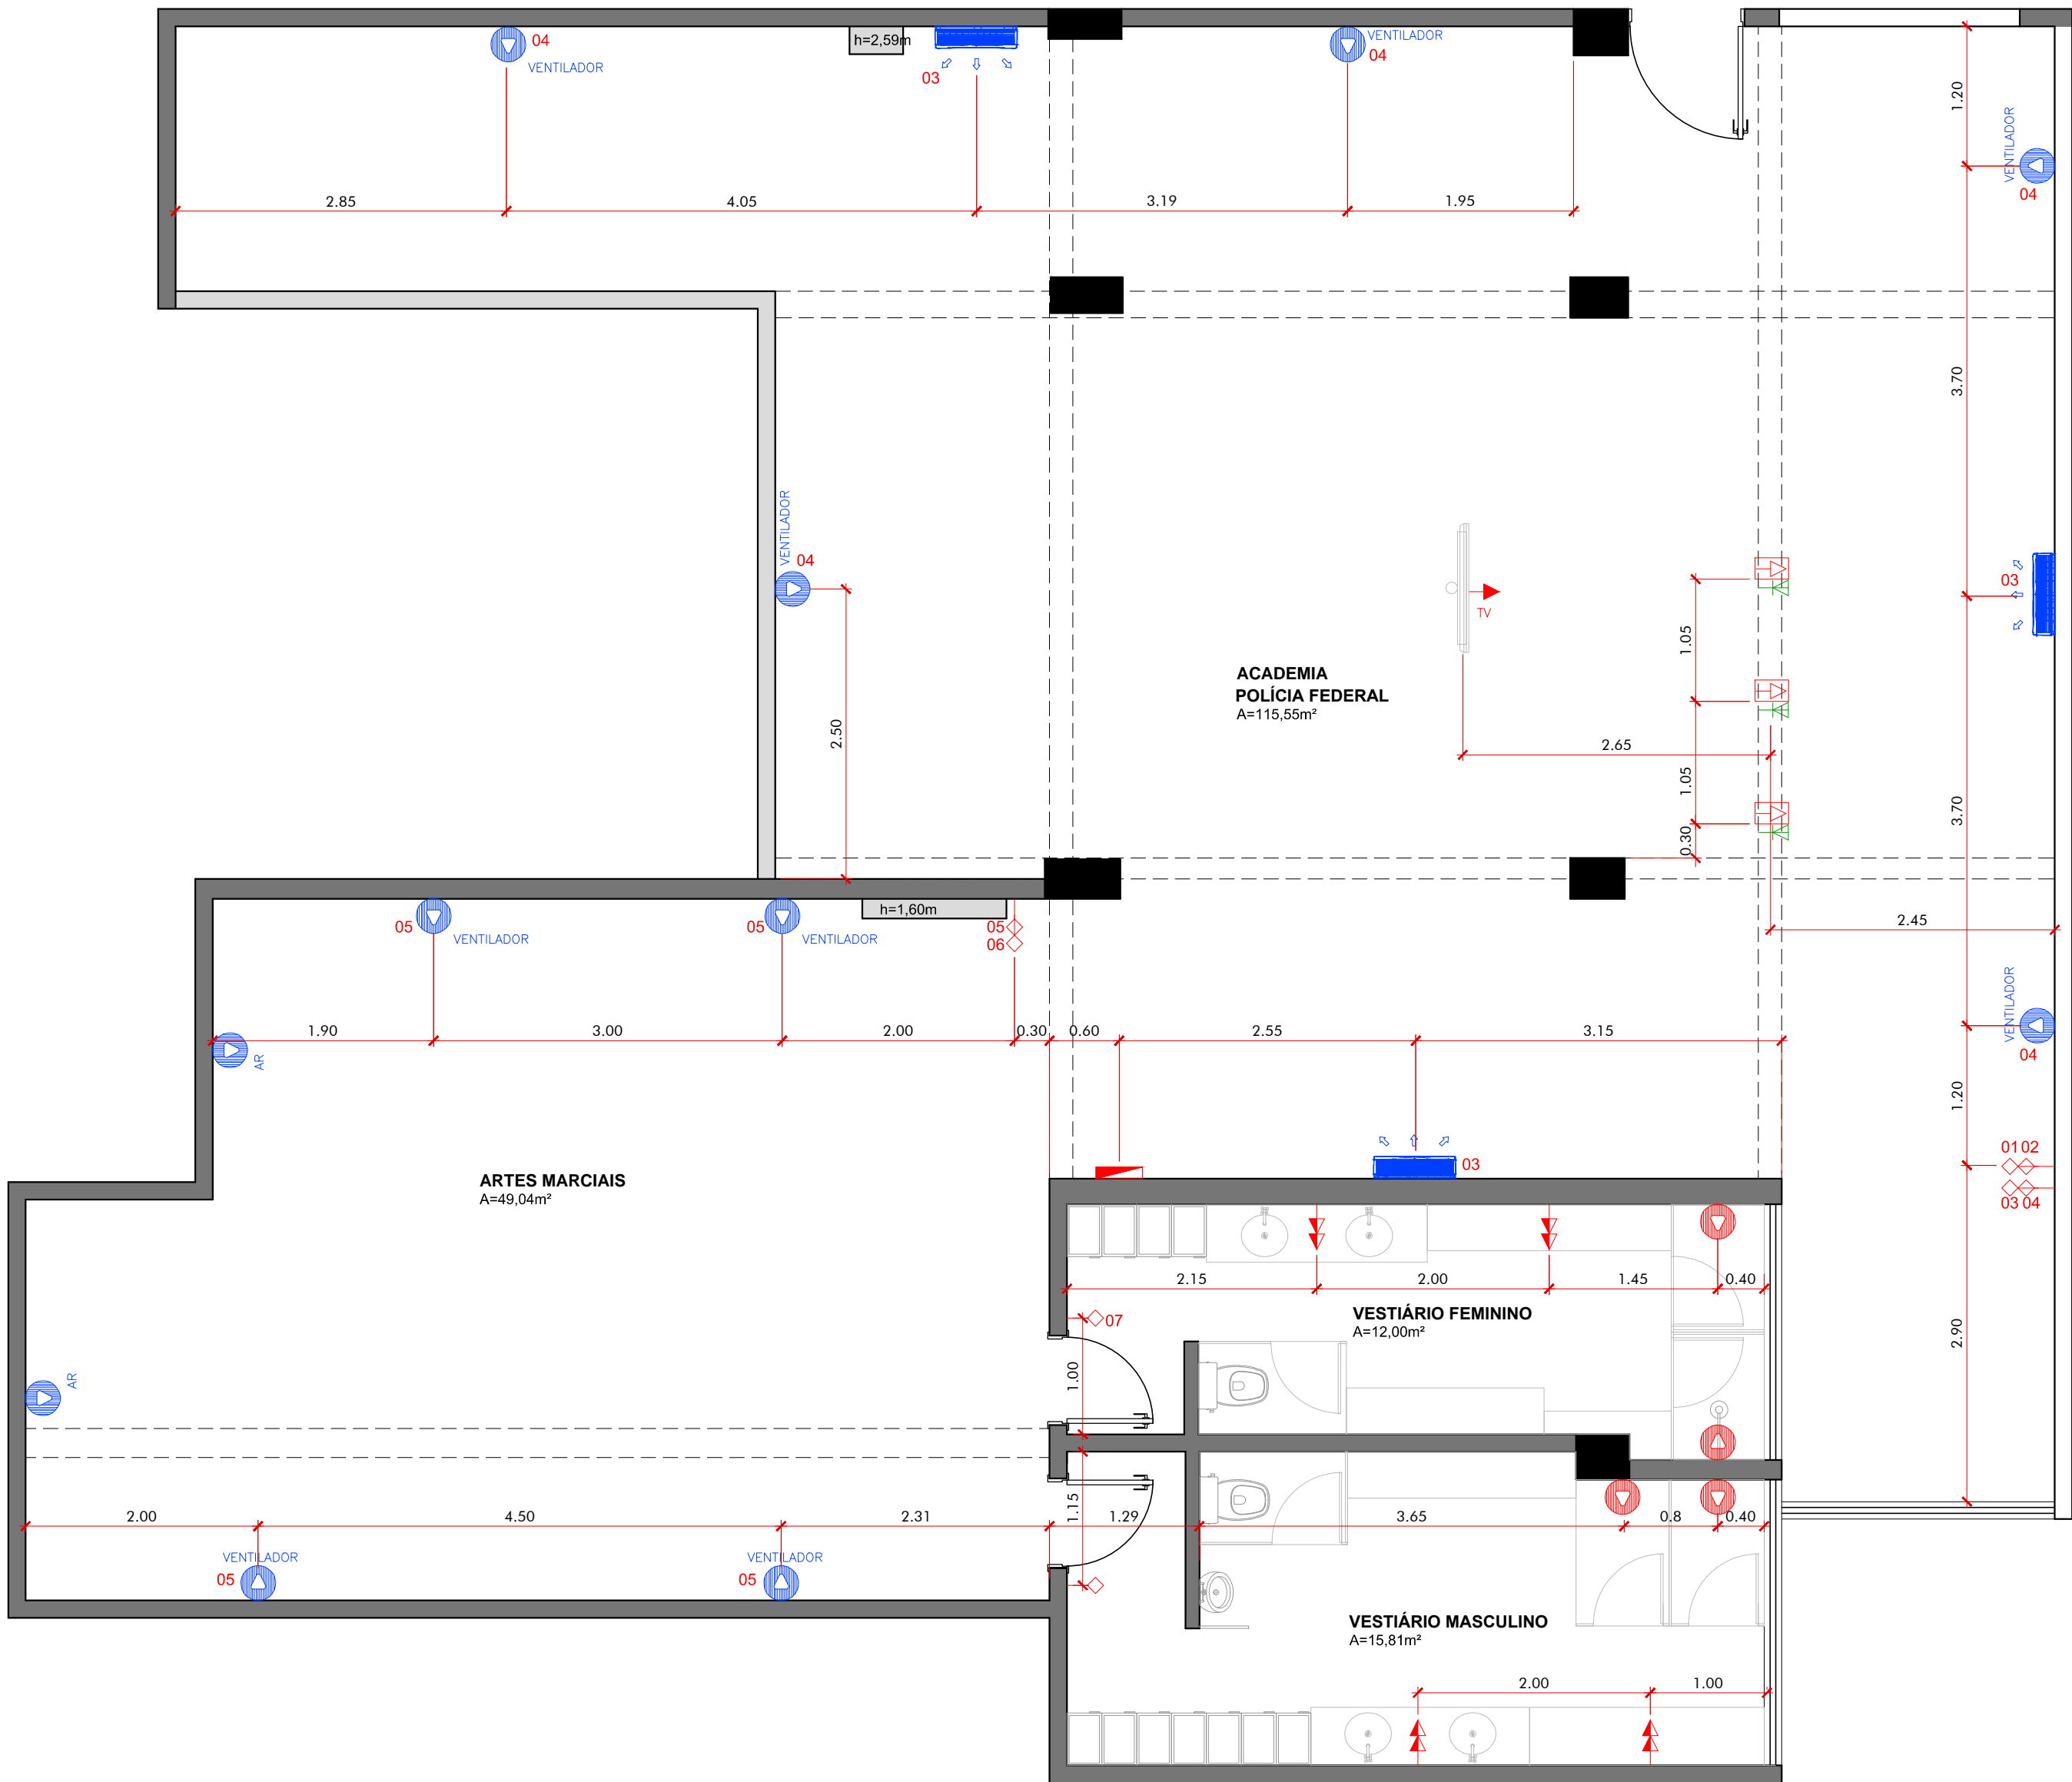 04
VENTILADOR
h=2,59m
03
VENTILADOR
04
1.20
VENTILADOR
04
2.85
4.05
3.19
1.95
3.70
VENTILADOR
04
TV
03
1.05
ACADEMIA
POLÍCIA FEDERAL
A=115,55m²
2.50
2.65
1.05
3.70
0.30
05
VENTILADOR
05
VENTILADOR
h=1,60m
05
06
2.45
VENTILADOR
04
1.90
3.00
2.00
0.30
0.60
2.55
3.15
AR
1.20
03
01 02
03 04
ARTES MARCIAIS
A=49,04m²
2.15
2.00
1.45
0.40
07
VESTIÁRIO FEMININO
A=12,00m²
2.90
1.00
AR
1.15
2.00
4.50
2.31
1.29
3.65
0.8
0.40
VENTILADOR
05
VENTILADOR
05
VESTIÁRIO MASCULINO
A=15,81m²
2.00
1.00